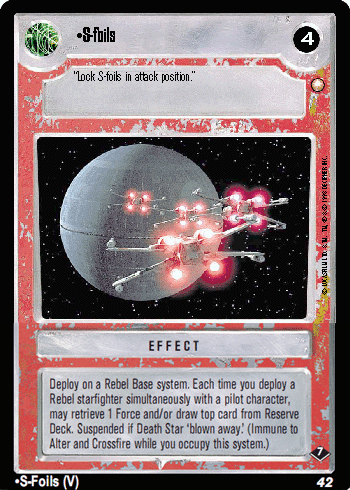 •S-foils
4
"Lock S-foils in attack position."
EFFECT
Deploy on a Rebel Base system. Each time you deploy a
Rebel starfighter simultaneously with a pilot character,
may retrieve 1 Force and/or draw top card from Reserve
Deck. Suspended if Death Star 'blown away.' (Immune to
Alter and Crossfire while you occupy this system.)
7
•S-Foils (V)
42